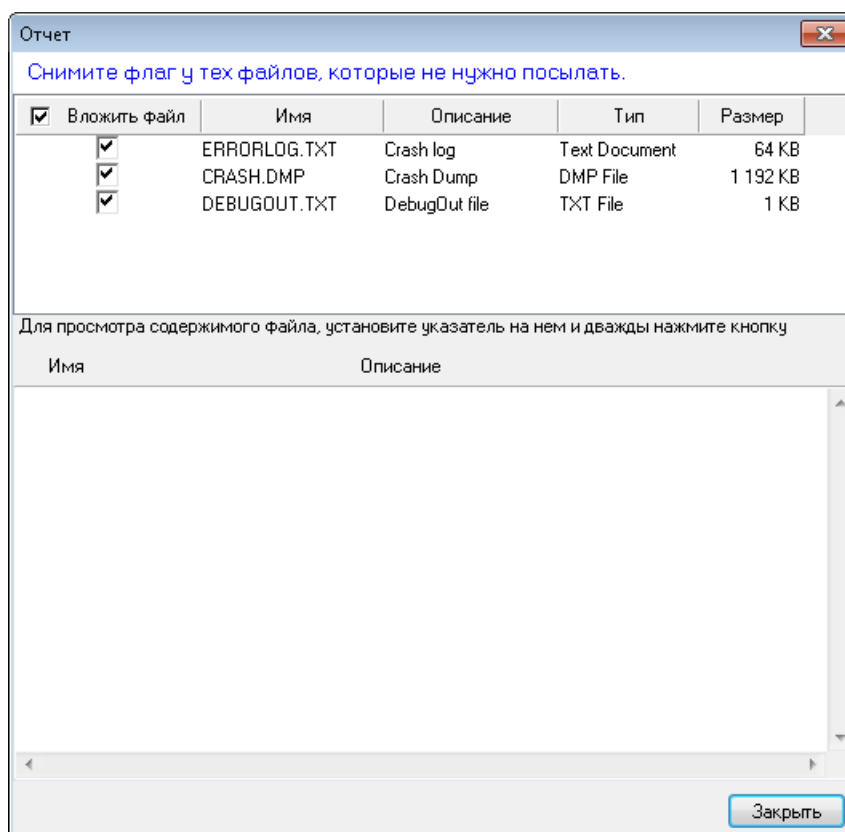 Отчет
Снимите флаг у тех файлов, которые не нужно посылать.
Вложить файл Имя Описание Тип Размер
ERRORLOG.TXT Crash log Text Document 64 KB
CRASH.DMP Crash Dump DMP File 1 192 KB
DEBUGOUT.TXT DebugOut file TXT File 1 KB
Для просмотра содержимого файла, установите указатель на нем и дважды нажмите кнопку
Имя Описание
Закрыть